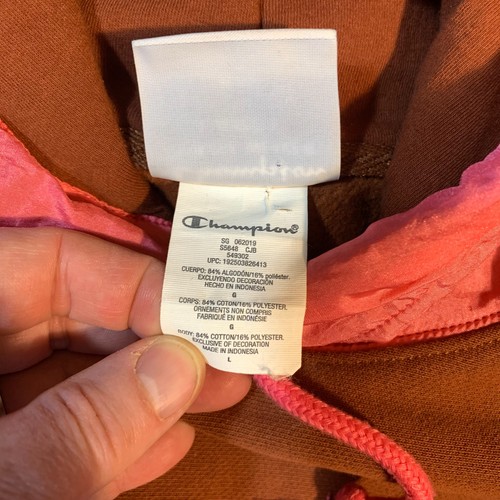 Champion
SG 062019
S5648 CJB
549302
UPC: 192503826413
CUERPO: 84% ALGODÓN/16% poliéster.
EXCLUYENDO DECORACIÓN
HECHO EN INDONESIA
G
CORPS: 84% COTON/16% POLYESTER.
ORNEMENTS NON COMPRIS
FABRIQUÉ EN INDONÉSIE
G
BODY: 84% COTTON/16% POLYESTER.
EXCLUSIVE OF DECORATION
MADE IN INDONESIA
L